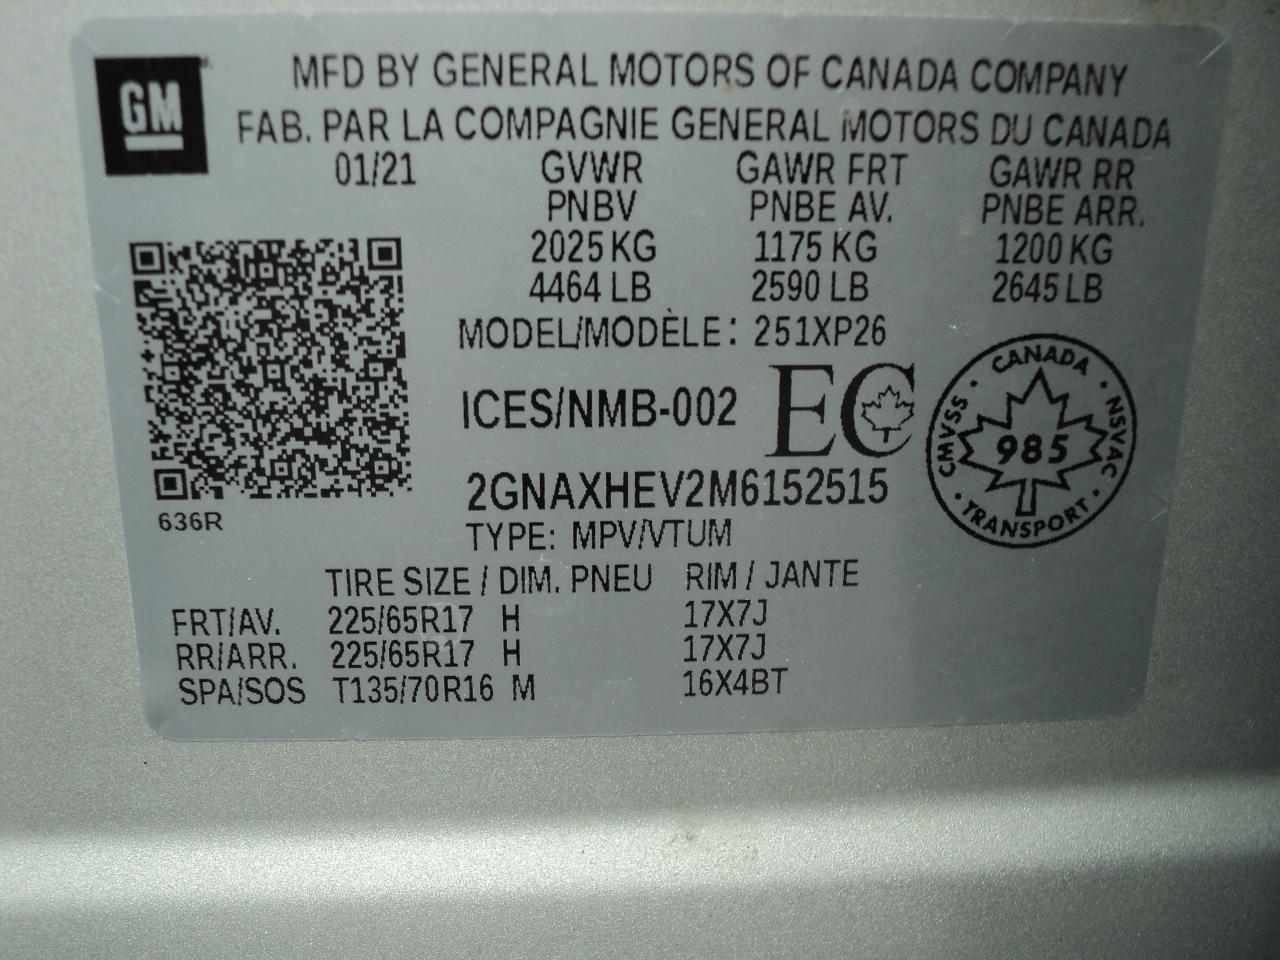 GM
MFD BY GENERAL MOTORS OF CANADA COMPANY
FAB. PAR LA COMPAGNIE GENERAL MOTORS DU CANADA
01/21 GVWR GAWR FRT GAWR RR
PNBV PNBE AV. PNBE ARR.
2025 KG 1175 KG 1200 KG
4464 LB 2590 LB 2645 LB
MODEL/MODÈLE: 251XP26
ICES/NMB-002 EC
CANADA
CMVSS 985 NSVAC
TRANSPORT
2GNAXHEV2M6152515
636R
TYPE: MPV/VTUM
TIRE SIZE / DIM. PNEU RIM / JANTE
FRT/AV. 225/65R17 H 17X7J
RR/ARR. 225/65R17 H 17X7J
SPA/SOS T135/70R16 M 16X4BT